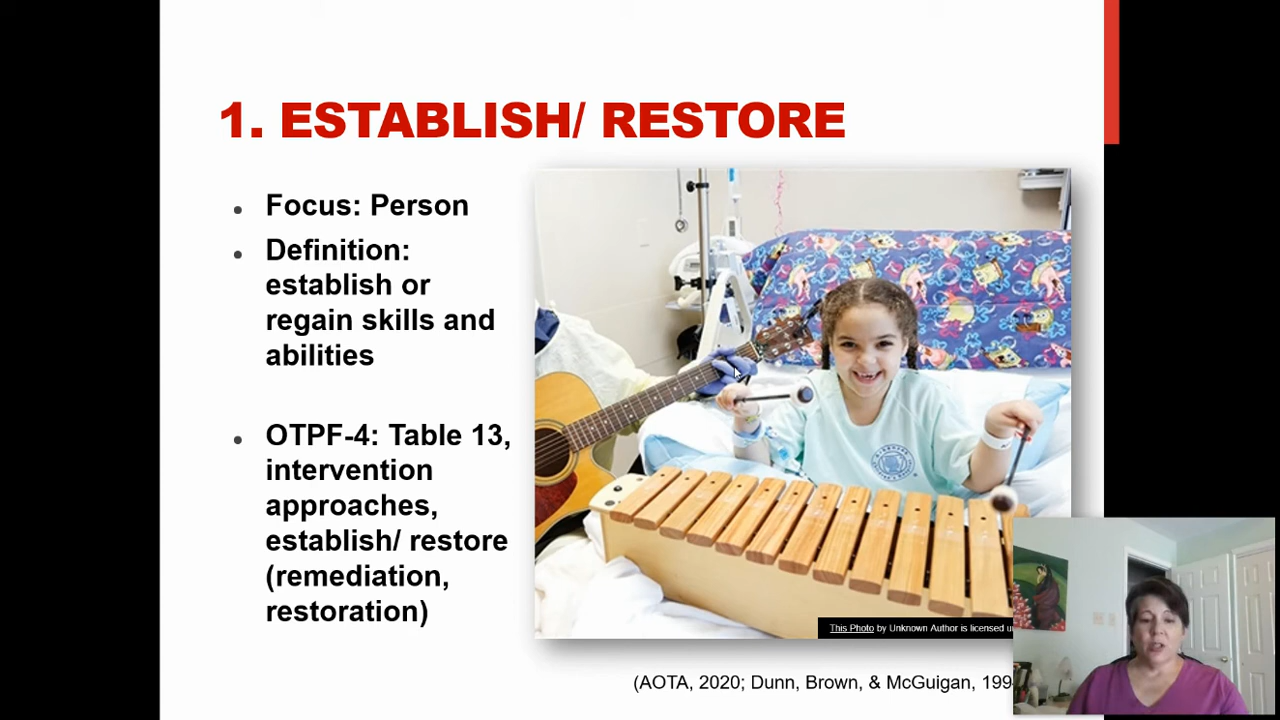 1. ESTABLISH/ RESTORE
Focus: Person
Definition:
establish or
regain skills and
abilities
OTPF-4: Table 13,
intervention
approaches,
establish/ restore
(remediation,
restoration)
This Photo by Unknown Author is licensed
(AOTA, 2020; Dunn, Brown, & McGuigan,